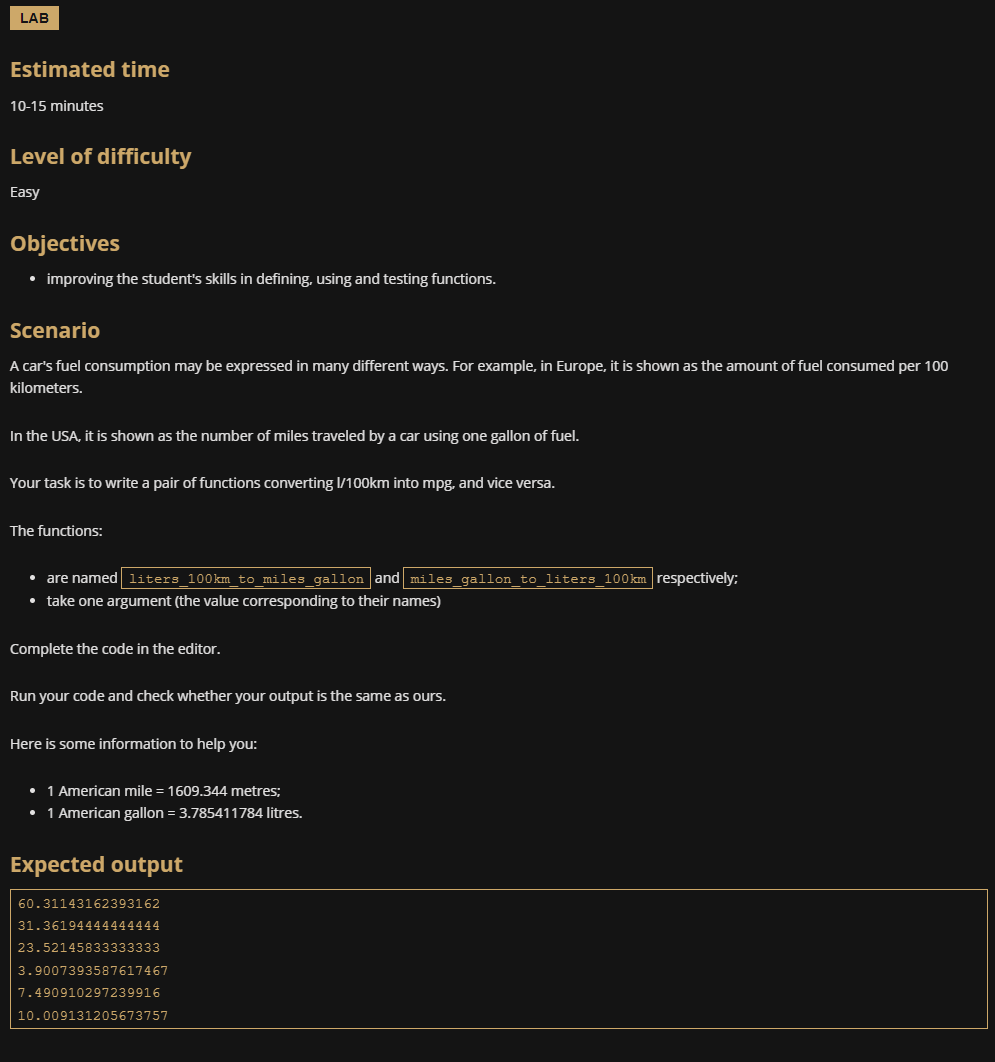 LAB
Estimated time
10-15 minutes
Level of difficulty
Easy
Objectives
improving the student's skills in defining, using and testing functions.
Scenario
A car's fuel consumption may be expressed in many different ways. For example, in Europe, it is shown as the amount of fuel consumed per 100
kilometers.
In the USA, it is shown as the number of miles traveled by a car using one gallon of fuel.
Your task is to write a pair of functions converting l/100km into mpg, and vice versa.
The functions:
are named liters_100km_to_miles_gallon and miles_gallon_to_liters_100km respectively;
take one argument (the value corresponding to their names)
Complete the code in the editor.
Run your code and check whether your output is the same as ours.
Here is some information to help you:
1 American mile = 1609.344 metres;
1 American gallon = 3.785411784 litres.
Expected output
60.31143162393162
31.36194444444444
23.52145833333333
3.9007393587617467
7.490910297239916
10.009131205673757